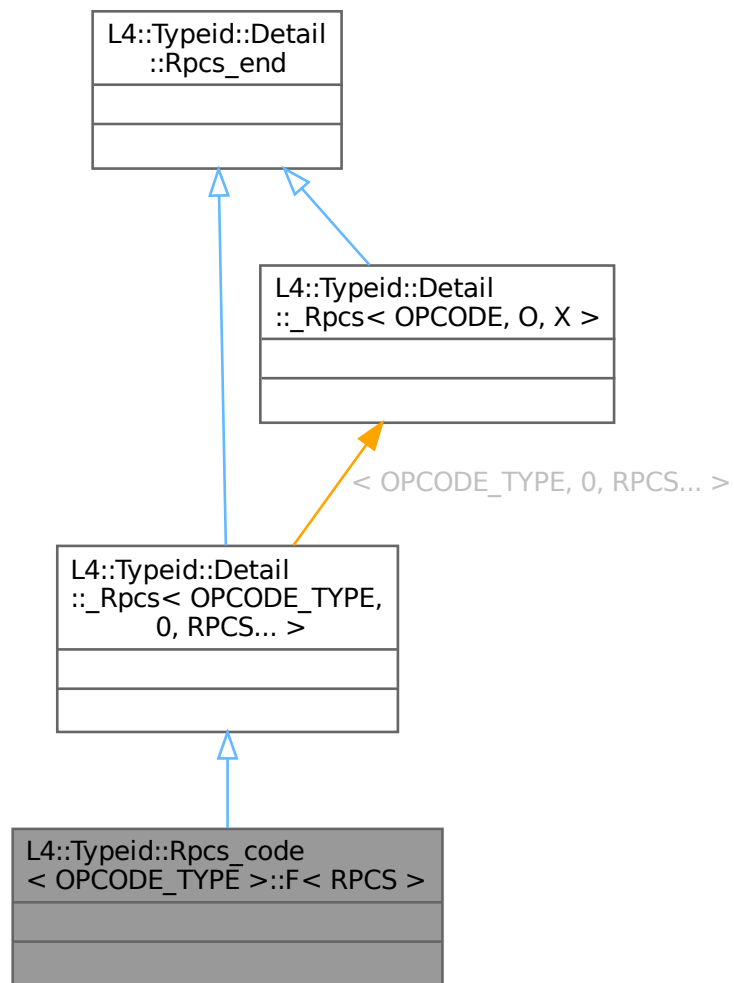 L4::Typeid::Detail
::Rpcs_end
L4::Typeid::Detail
::_Rpcs< OPCODE, O, X >
< OPCODE_TYPE, 0, RPCS... >
L4::Typeid::Detail
::_Rpcs< OPCODE_TYPE,
0, RPCS... >
L4::Typeid::Rpcs_code
< OPCODE_TYPE >::F< RPCS >